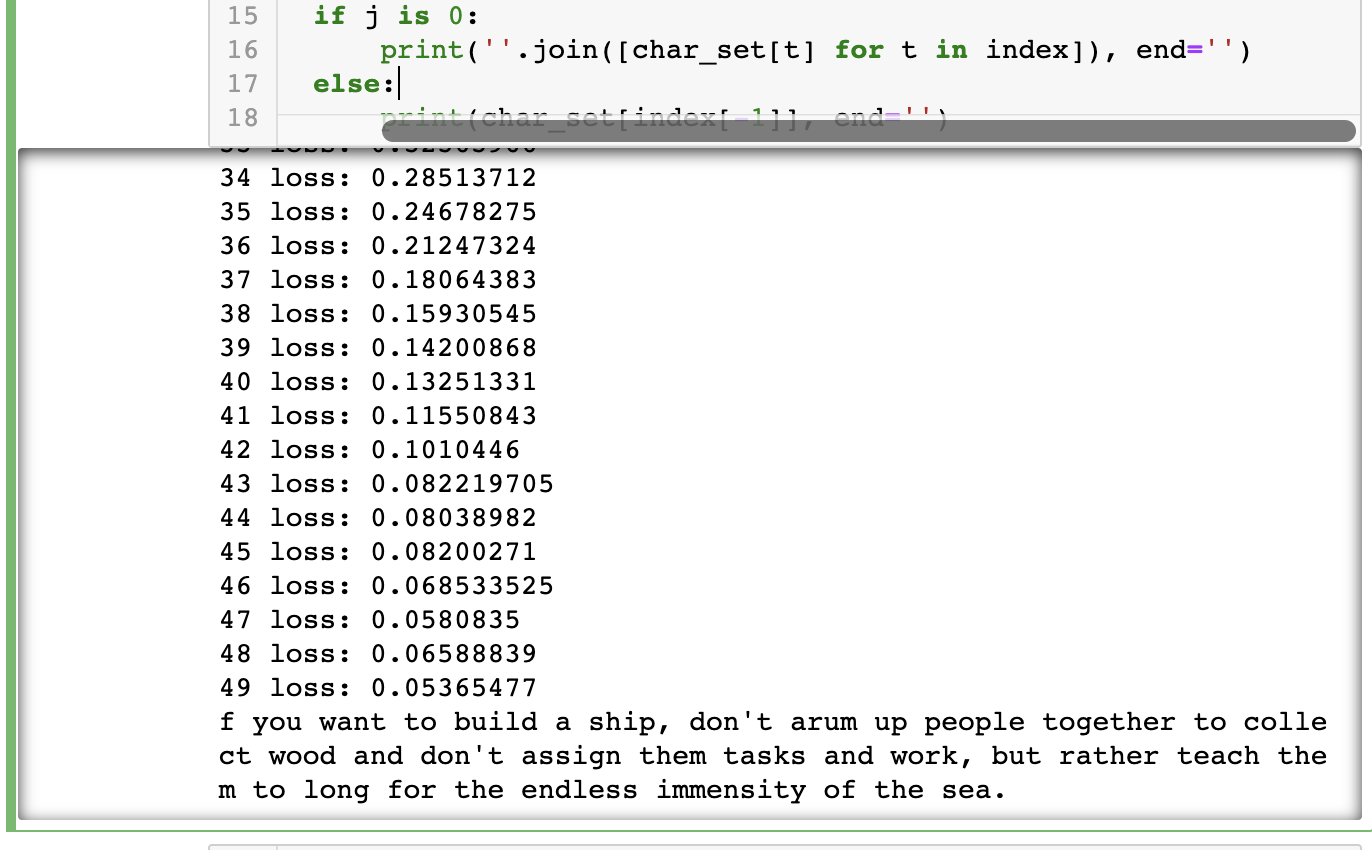 15 if j is 0:
16 print(''.join([char_set[t] for t in index]), end='')
17 else:
18 print(char_set[index[-1]], end='')
34 loss: 0.28513712
35 loss: 0.24678275
36 loss: 0.21247324
37 loss: 0.18064383
38 loss: 0.15930545
39 loss: 0.14200868
40 loss: 0.13251331
41 loss: 0.11550843
42 loss: 0.1010446
43 loss: 0.082219705
44 loss: 0.08038982
45 loss: 0.08200271
46 loss: 0.068533525
47 loss: 0.0580835
48 loss: 0.06588839
49 loss: 0.05365477
f you want to build a ship, don't arum up people together to colle
ct wood and don't assign them tasks and work, but rather teach the
m to long for the endless immensity of the sea.